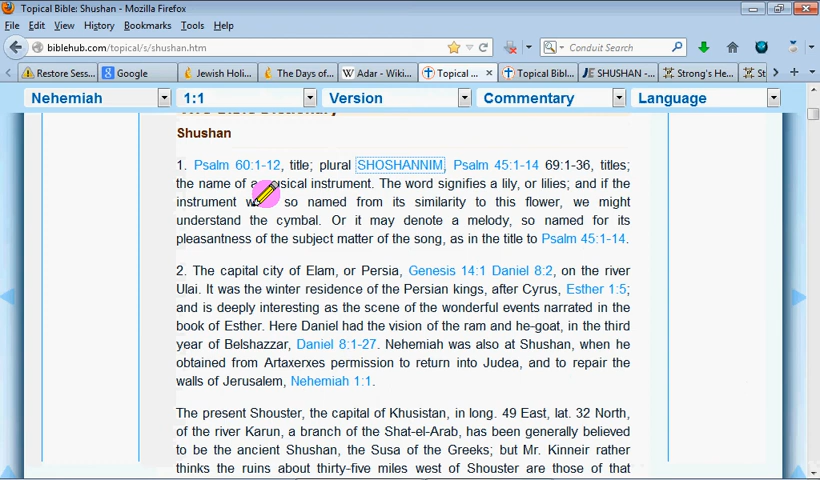 Topical Bible: Shushan - Mozilla Firefox
File Edit View History Bookmarks Tools Help
biblehub.com/topical/s/shushan.htm
Conduit Search
Restore Sess...
Google
Jewish Holi...
The Days of...
Adar - Wiki...
Topical ...
Topical Bibl...
SHUSHAN -...
Strong's He...
St
Nehemiah
1:1
Version
Commentary
Language
Shushan
1. Psalm 60:1-12, title; plural SHOSHANNIM, Psalm 45:1-14 69:1-36, titles;
the name of a musical instrument. The word signifies a lily, or lilies; and if the
instrument so named from its similarity to this flower, we might
understand the cymbal. Or it may denote a melody, so named for its
pleasantness of the subject matter of the song, as in the title to Psalm 45:1-14.
2. The capital city of Elam, or Persia, Genesis 14:1 Daniel 8:2, on the river
Ulai. It was the winter residence of the Persian kings, after Cyrus, Esther 1:5;
and is deeply interesting as the scene of the wonderful events narrated in the
book of Esther. Here Daniel had the vision of the ram and he-goat, in the third
year of Belshazzar, Daniel 8:1-27. Nehemiah was also at Shushan, when he
obtained from Artaxerxes permission to return into Judea, and to repair the
walls of Jerusalem, Nehemiah 1:1.
The present Shouster, the capital of Khusistan, in long. 49 East, lat. 32 North,
of the river Karun, a branch of the Shat-el-Arab, has been generally believed
to be the ancient Shushan, the Susa of the Greeks; but Mr. Kinneir rather
thinks the ruins about thirty-five miles west of Shouster are those of that